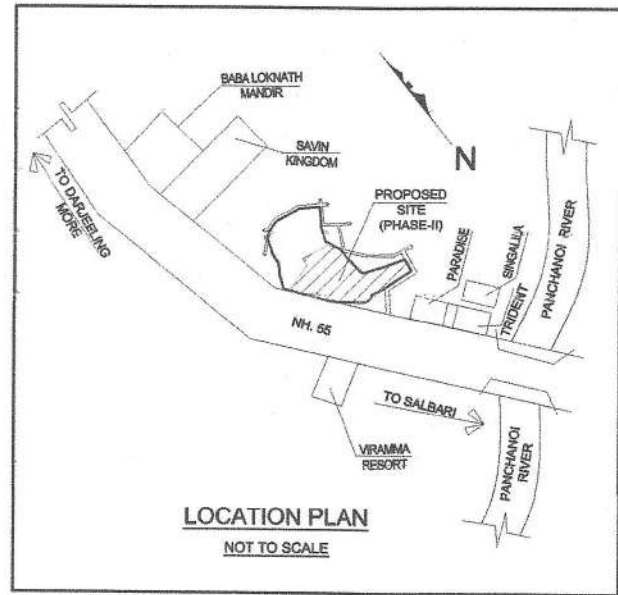 BABA LOKNATH
MANDIR
SAVIN
KINGDOM
N
TO DARJEELING
MORE
PROPOSED
SITE
(PHASE-II)
PARADISE
SINGALILA
TRIDENT
PANCHANOI RIVER
NH. 55
TO SALBARI
VIRAMMA
RESORT
PANCHANOI
RIVER
LOCATION PLAN
NOT TO SCALE